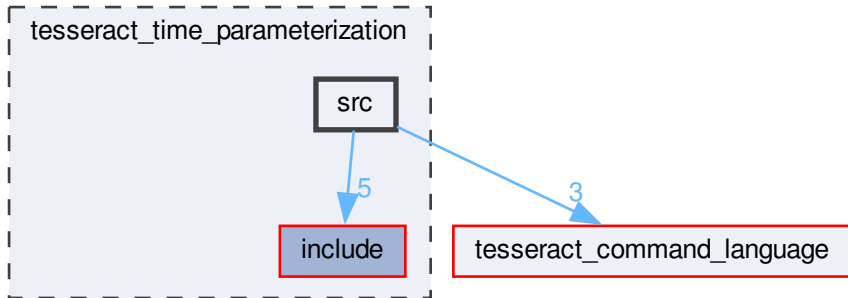 tesseract_time_parameterization
src
5
3
include
tesseract_command_language